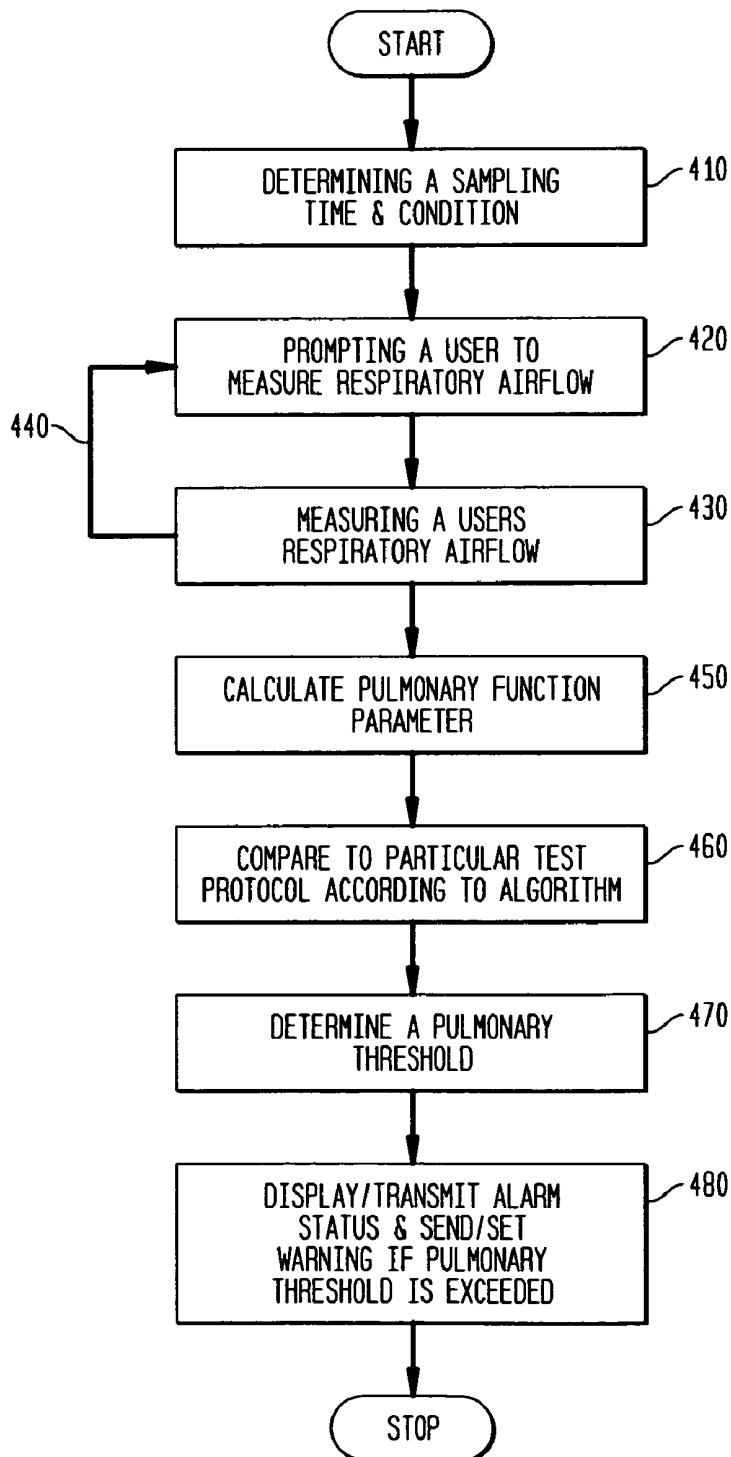 START
DETERMINING A SAMPLING
TIME & CONDITION
410
PROMPTING A USER TO
MEASURE RESPIRATORY AIRFLOW
420
440
MEASURING A USERS
RESPIRATORY AIRFLOW
430
CALCULATE PULMONARY FUNCTION
PARAMETER
450
COMPARE TO PARTICULAR TEST
PROTOCOL ACCORDING TO ALGORITHM
460
DETERMINE A PULMONARY
THRESHOLD
470
DISPLAY/TRANSMIT ALARM
STATUS & SEND/SET
WARNING IF PULMONARY
THRESHOLD IS EXCEEDED
480
STOP